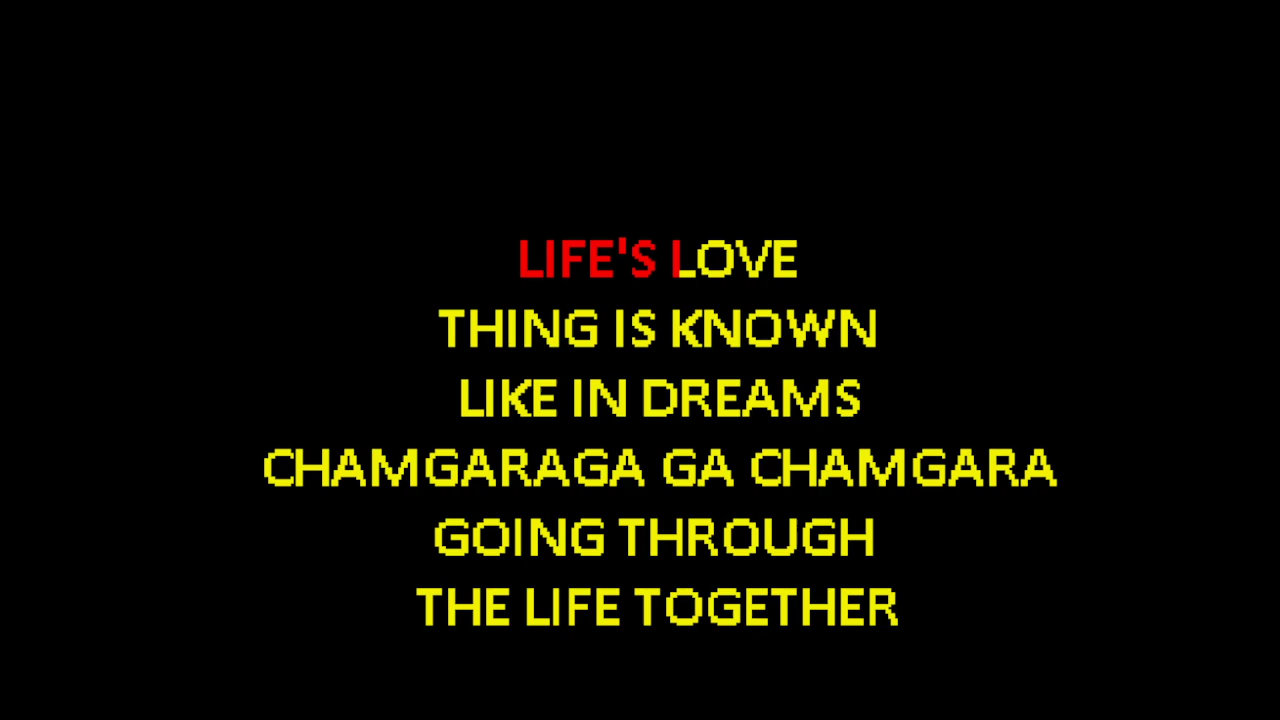 LIFE'S LOVE
THING IS KNOWN
LIKE IN DREAMS
CHAMGARAGA GA CHAMGARA
GOING THROUGH
THE LIFE TOGETHER